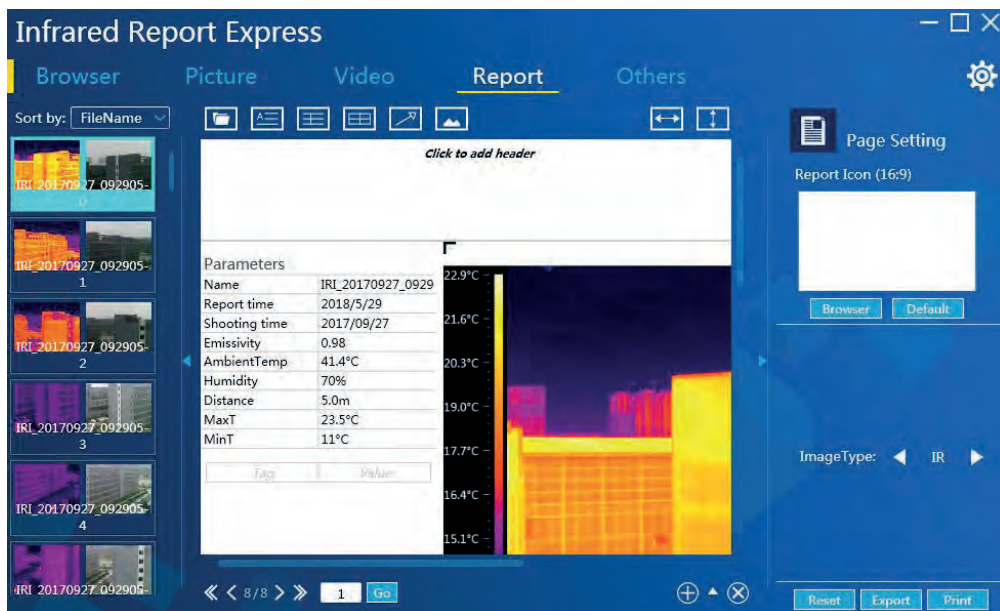 Infrared Report Express
Browser Picture Video Report Others
Sort by: FileName
IRI_20170927_092905-
0
IRI_20170927_092905-
1
IRI_20170927_092905-
2
IRI_20170927_092905-
3
IRI_20170927_092905-
4
IRI_20170927_092905-
Click to add header
Parameters
Name IRI_20170927_0929
Report time 2018/5/29
Shooting time 2017/09/27
Emissivity 0.98
AmbientTemp 41.4°C
Humidity 70%
Distance 5.0m
MaxT 23.5°C
MinT 11°C
Tag Value
22.9°C
21.6°C
20.3°C
19.0°C
17.7°C
16.4°C
15.1°C
8/8 1 Go
Page Setting
Report Icon (16:9)
Browser Default
ImageType: IR
Reset Export Print